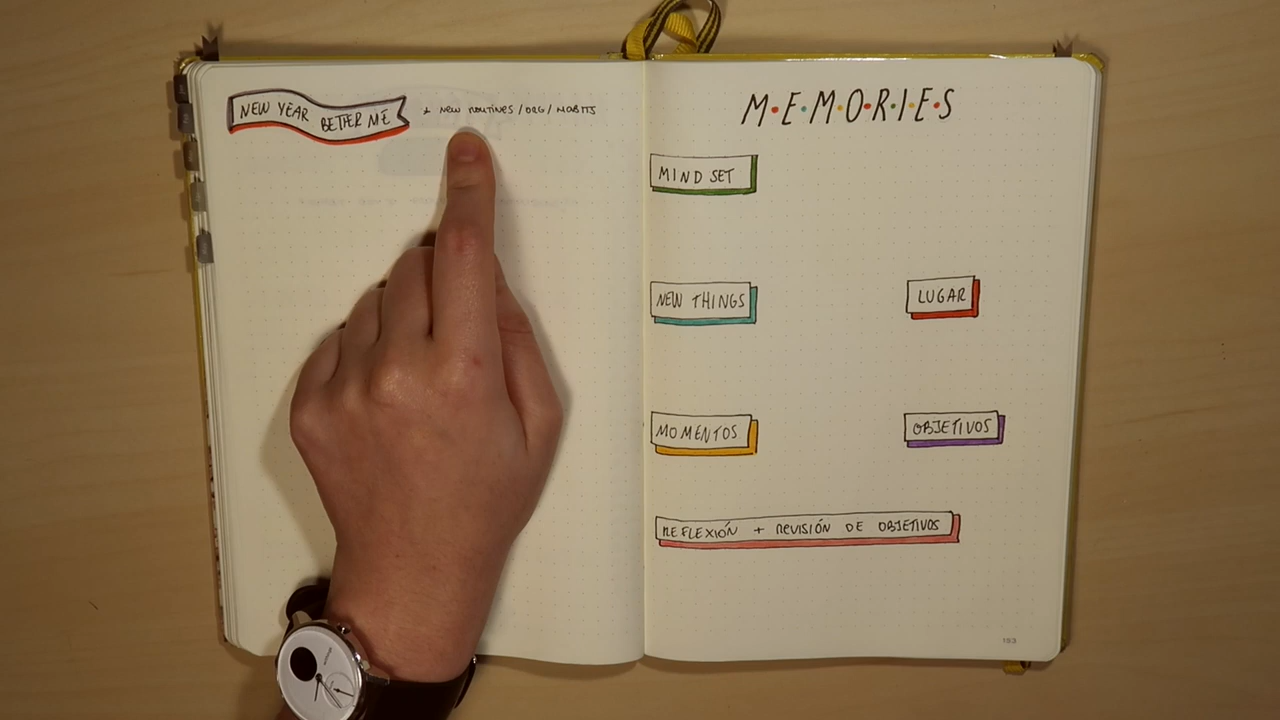 NEW YEAR
BETTER ME
+ NEW ROUTINES / ORG / HABITS
M·E·M·O·R·I·E·S
MIND SET
NEW THINGS
LUGAR
MOMENTOS
OBJETIVOS
REFLEXIÓN + REVISIÓN DE OBJETIVOS
153